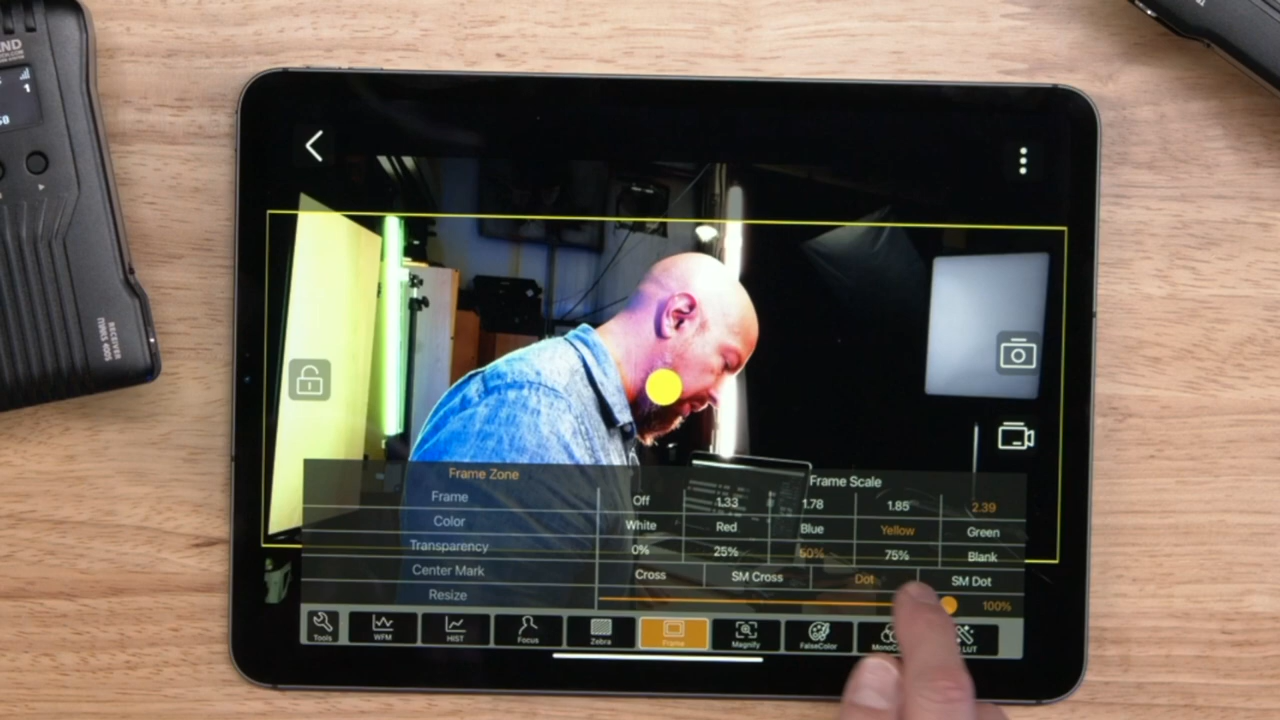 1
50
RECEIVER
Frame Zone
Frame Scale
Frame Off 1.33 1.78 1.85 2.39
Color White Red Blue Yellow Green
Transparency 0% 25% 50% 75% Blank
Center Mark Cross SM Cross Dot SM Dot
Resize 100%
Tools WFM HIST Focus Zebra Frame Magnify FalseColor LUT